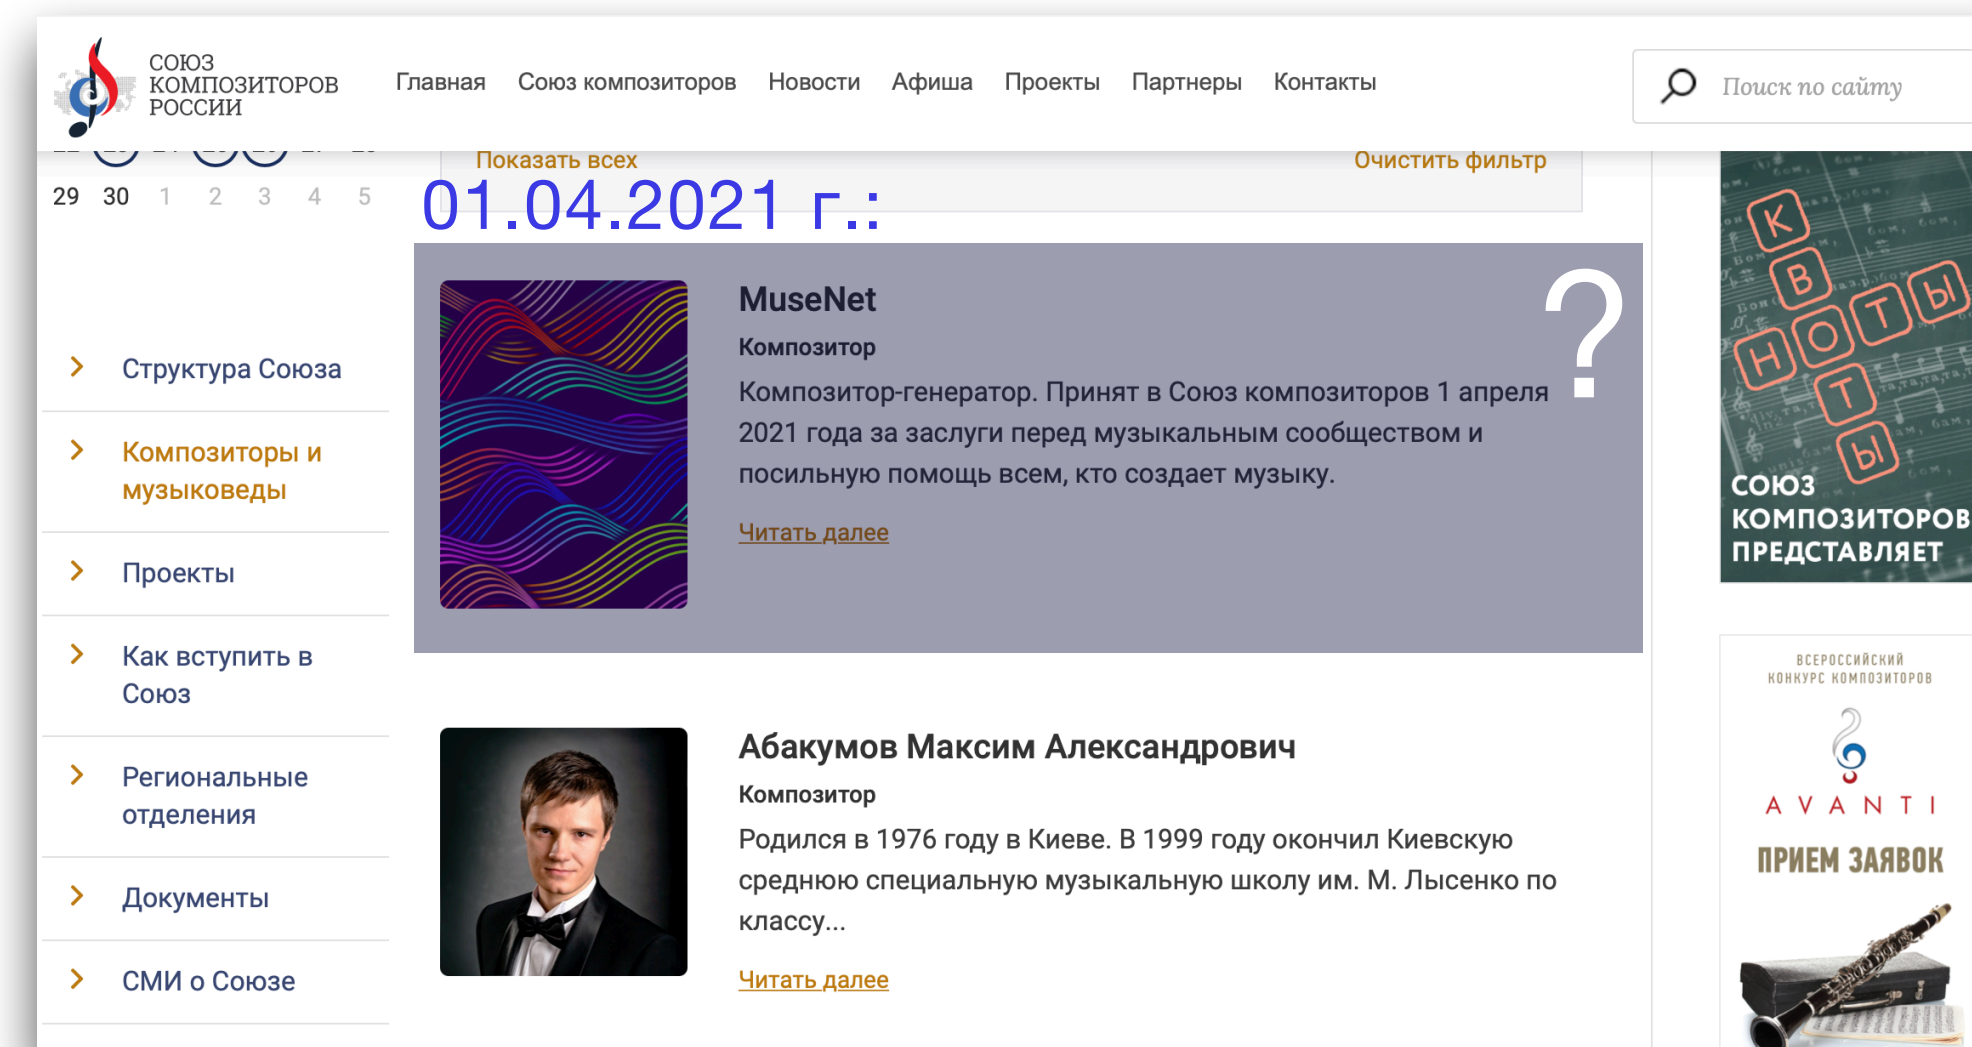 СОЮЗ
КОМПОЗИТОРОВ
РОССИИ
Главная Союз композиторов Новости Афиша Проекты Партнеры Контакты
Поиск по сайту
29 30 1 2 3 4 5
Показать всех
Очистить фильтр
01.04.2021 г.:
Структура Союза
Композиторы и
музыковеды
Проекты
Как вступить в
Союз
Региональные
отделения
Документы
СМИ о Союзе
MuseNet
?
Композитор
Композитор-генератор. Принят в Союз композиторов 1 апреля
2021 года за заслуги перед музыкальным сообществом и
посильную помощь всем, кто создает музыку.
Читать далее
Абакумов Максим Александрович
Композитор
Родился в 1976 году в Киеве. В 1999 году окончил Киевскую
среднюю специальную музыкальную школу им. М. Лысенко по
классу...
Читать далее
КВОТЫ
НОТЫ
СОЮЗ
КОМПОЗИТОРОВ
ПРЕДСТАВЛЯЕТ
ВСЕРОССИЙСКИЙ
КОНКУРС КОМПОЗИТОРОВ
AVANTI
ПРИЕМ ЗАЯВОК